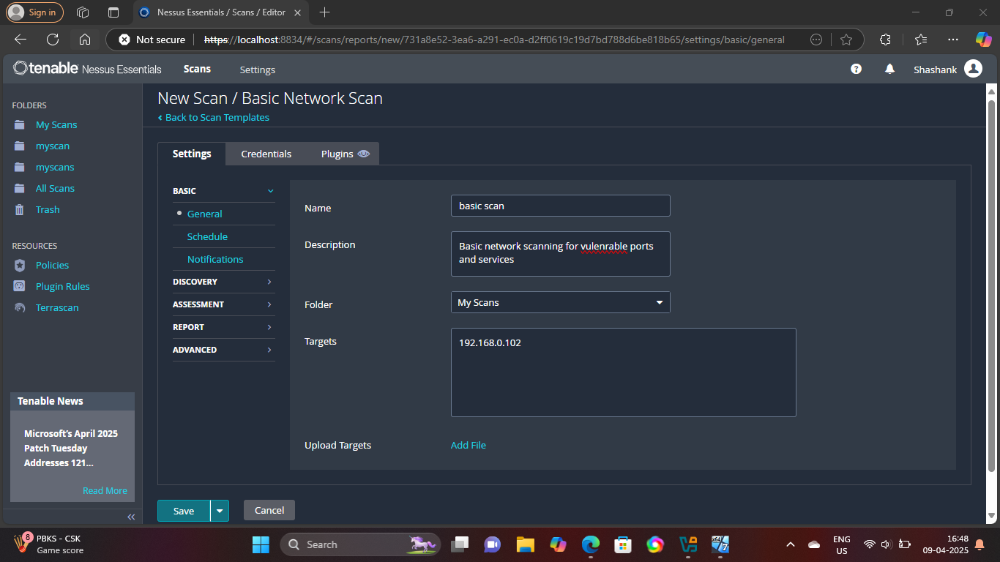 Sign in
Nessus Essentials / Scans / Editor
Not secure
https://localhost:8834/#/scans/reports/new/731a8e52-3ea6-a291-ec0a-d2ff0619c19d7bd788d6be818b65/settings/basic/general
tenable Nessus Essentials
Scans
Settings
Shashank
FOLDERS
My Scans
myscan
myscans
All Scans
Trash
RESOURCES
Policies
Plugin Rules
Terrascan
Tenable News
Microsoft's April 2025
Patch Tuesday
Addresses 121...
Read More
New Scan / Basic Network Scan
Back to Scan Templates
Settings
Credentials
Plugins
BASIC
General
Schedule
Notifications
DISCOVERY
ASSESSMENT
REPORT
ADVANCED
Name
basic scan
Description
Basic network scanning for vulenrable ports
and services
Folder
My Scans
Targets
192.168.0.102
Upload Targets
Add File
Save
Cancel
8
PBKS - CSK
Game score
Search
ENG
US
16:48
09-04-2025